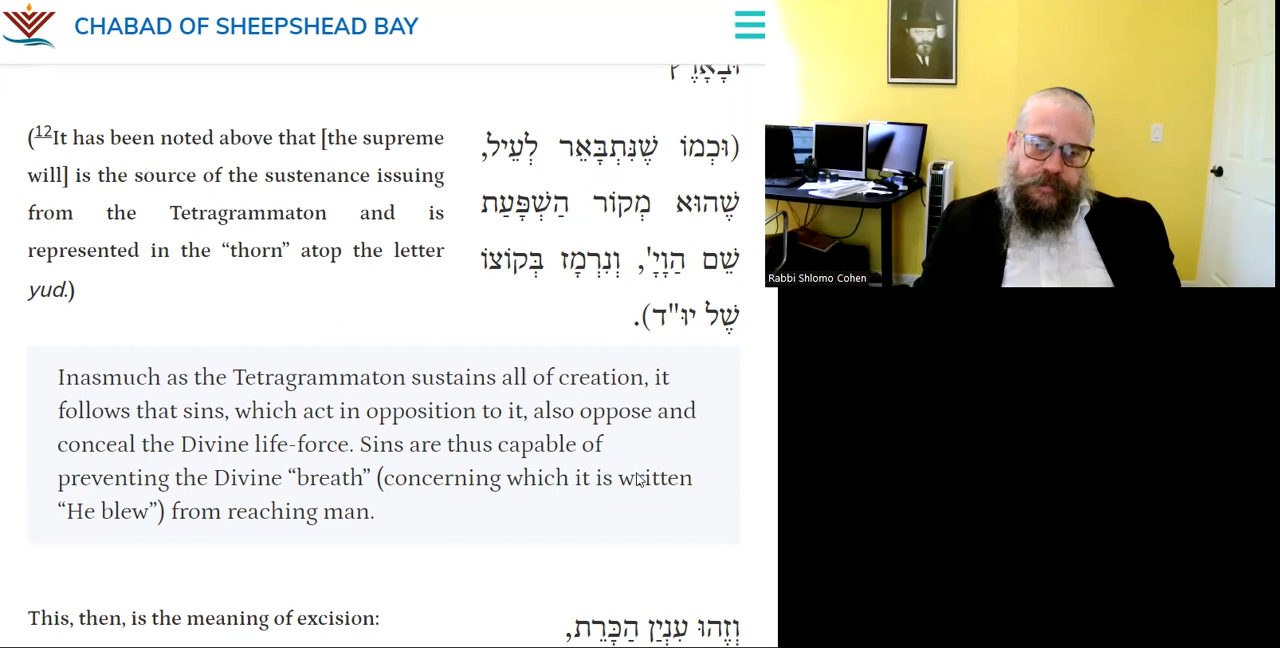 CHABAD OF SHEEPSHEAD BAY
וּבָאָרֶץ
(12It has been noted above that [the supreme
will] is the source of the sustenance issuing
from the Tetragrammaton and is
represented in the “thorn” atop the letter
yud.)
(וּכְמוֹ שֶׁנִּתְבָּאֵר לְעֵיל,
שֶׁהוּא מְקוֹר הַשְׁפָּעַת
שֵׁם הַוָיָ', וְנִרְמָז בְּקוֹצוֹ
שֶׁל יוּ"ד).
Inasmuch as the Tetragrammaton sustains all of creation, it
follows that sins, which act in opposition to it, also oppose and
conceal the Divine life-force. Sins are thus capable of
preventing the Divine “breath” (concerning which it is written
“He blew”) from reaching man.
This, then, is the meaning of excision:
וְזֶהוּ עִנְיַן הַכָּרֵת,
Rabbi Shlomo Cohen